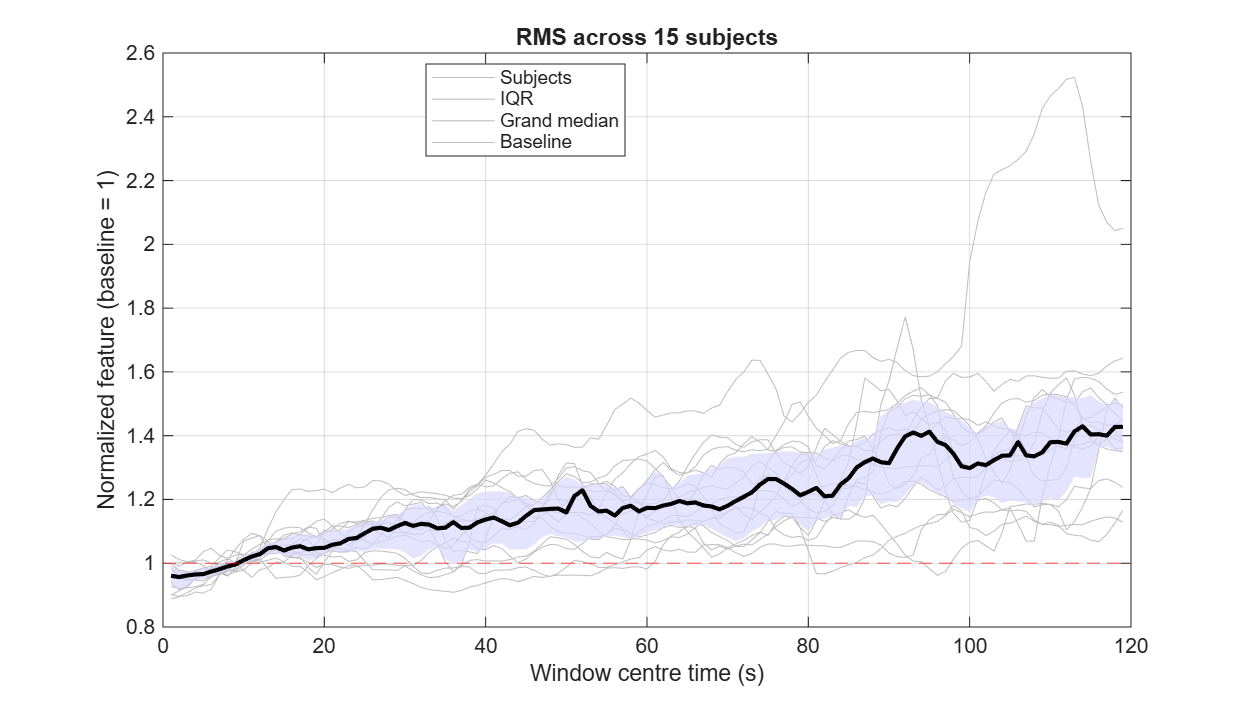 RMS across 15 subjects
Subjects
IQR
Grand median
Baseline
Normalized feature (baseline = 1)
2.6
2.4
2.2
2
1.8
1.6
1.4
1.2
1
0.8
0 20 40 60 80 100 120
Window centre time (s)